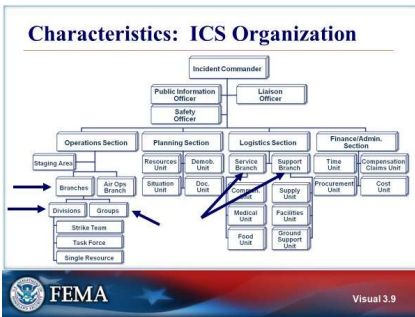 Characteristics: ICS Organization
Incident Commander
Public Information
Officer
Liaison
Officer
Safety
Officer
Operations Section
Planning Section
Logistics Section
Finance/Admin.
Section
Staging Area
Resources
Unit
Demob.
Unit
Service
Branch
Support
Branch
Time
Unit
Compensation
Claims Unit
Branches
Air Ops
Branch
Situation
Unit
Doc.
Unit
Supply
Unit
Procurement
Unit
Cost
Unit
Divisions
Groups
Medical
Unit
Facilities
Unit
Strike Team
Task Force
Food
Unit
Ground
Support
Unit
Single Resource
FEMA
Visual 3.9